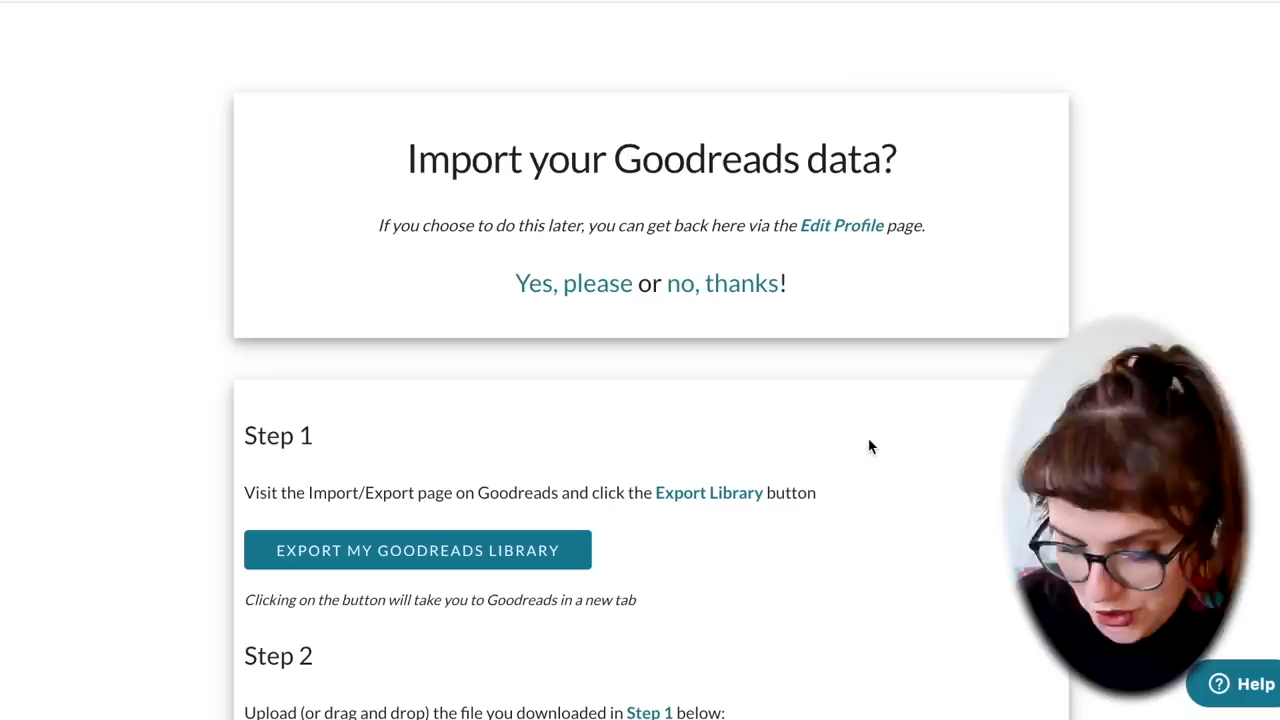 Import your Goodreads data?
If you choose to do this later, you can get back here via the Edit Profile page.
Yes, please or no, thanks!
Step 1
Visit the Import/Export page on Goodreads and click the Export Library button
EXPORT MY GOODREADS LIBRARY
Clicking on the button will take you to Goodreads in a new tab
Step 2
Upload (or drag and drop) the file you downloaded in Step 1 below:
Help